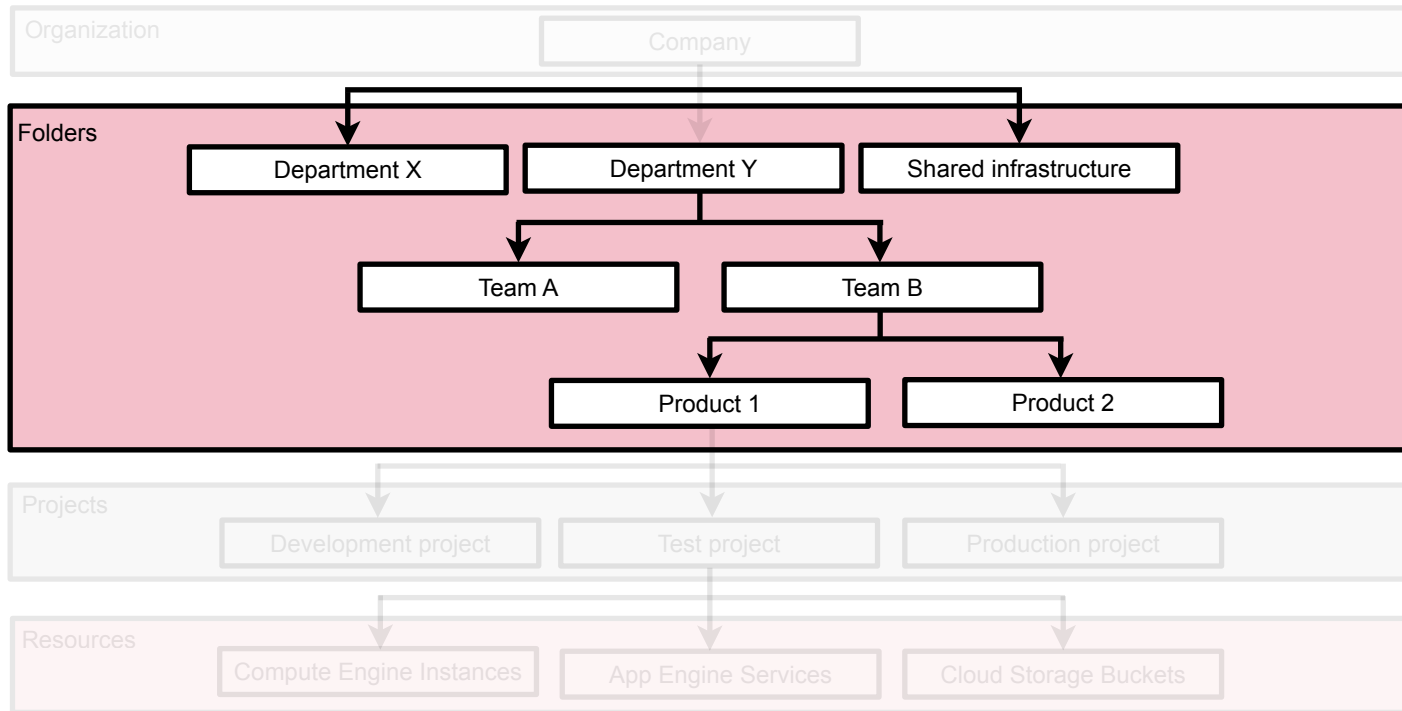 Organization
Company
Folders
Department X
Department Y
Shared infrastructure
Team A
Team B
Product 1
Product 2
Projects
Development project
Test project
Production project
Resources
Compute Engine Instances
App Engine Services
Cloud Storage Buckets